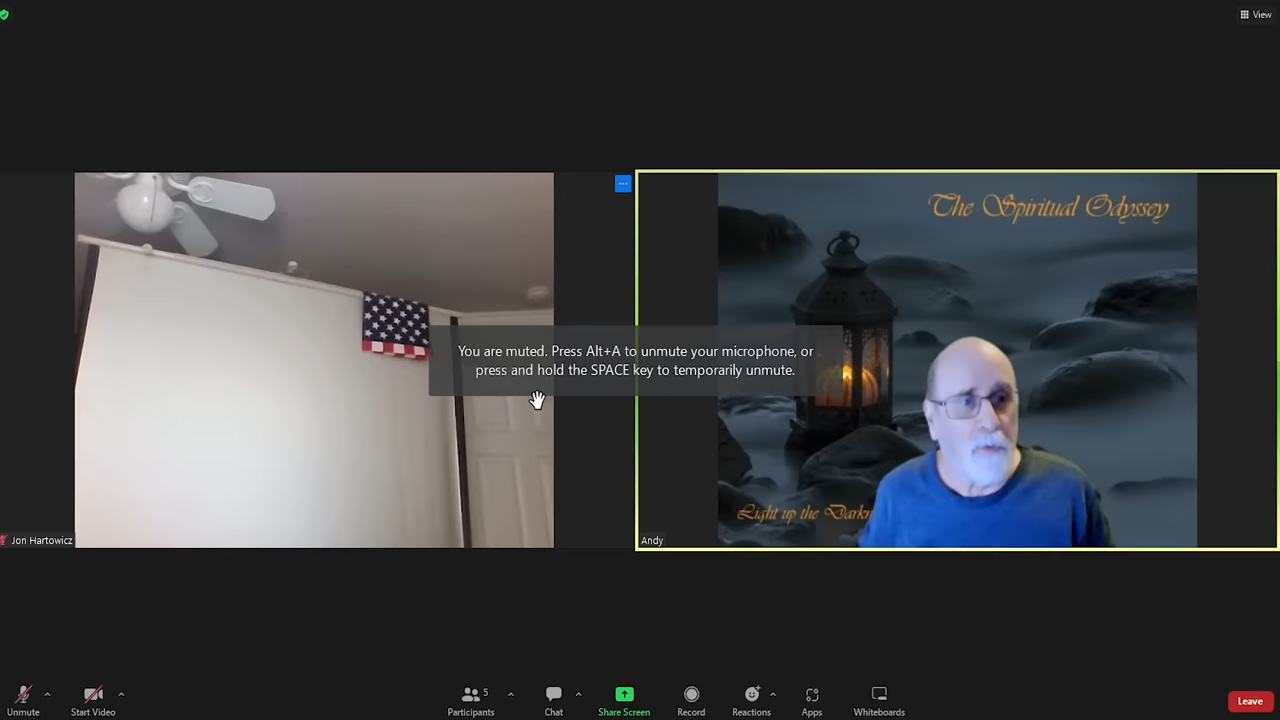 View
The Spiritual Odyssey
You are muted. Press Alt+A to unmute your microphone, or
press and hold the SPACE key to temporarily unmute.
Light up the
Jon Hartowicz
Andy
Unmute
Start Video
5
Participants
Chat
Share Screen
Record
Reactions
Apps
Whiteboards
Leave